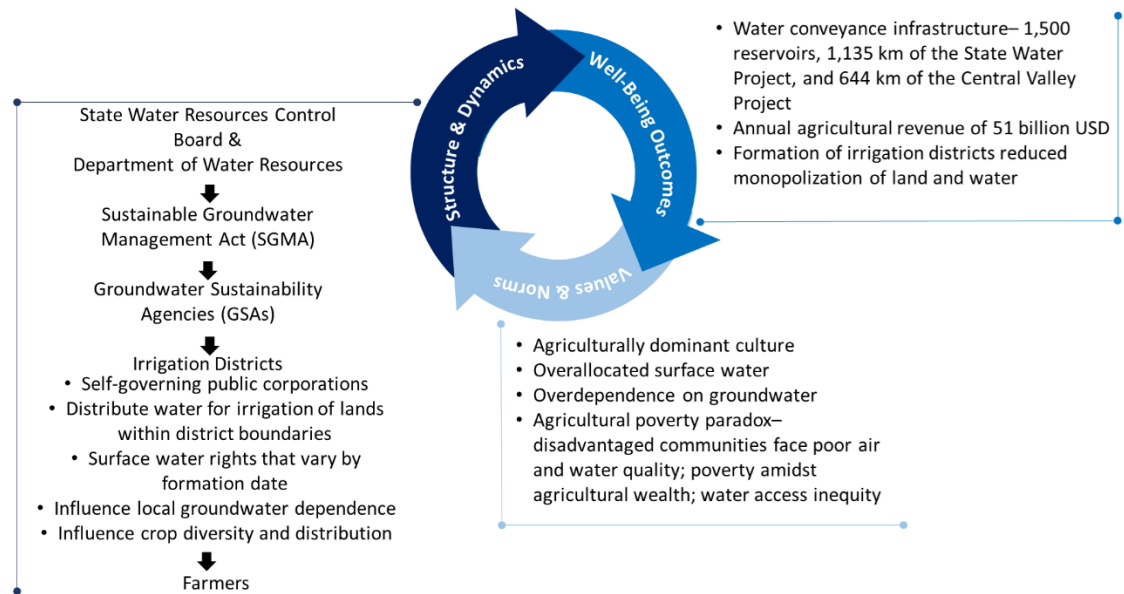 Structure & Dynamics
Well-Being Outcomes
Values & Norms
State Water Resources Control
Board &
Department of Water Resources
Sustainable Groundwater
Management Act (SGMA)
Groundwater Sustainability
Agencies (GSAs)
Irrigation Districts
• Self-governing public corporations
• Distribute water for irrigation of lands
within district boundaries
• Surface water rights that vary by
formation date
• Influence local groundwater dependence
• Influence crop diversity and distribution
Farmers
• Water conveyance infrastructure– 1,500
reservoirs, 1,135 km of the State Water
Project, and 644 km of the Central Valley
Project
• Annual agricultural revenue of 51 billion USD
• Formation of irrigation districts reduced
monopolization of land and water
• Agriculturally dominant culture
• Overallocated surface water
• Overdependence on groundwater
• Agricultural poverty paradox–
disadvantaged communities face poor air
and water quality; poverty amidst
agricultural wealth; water access inequity